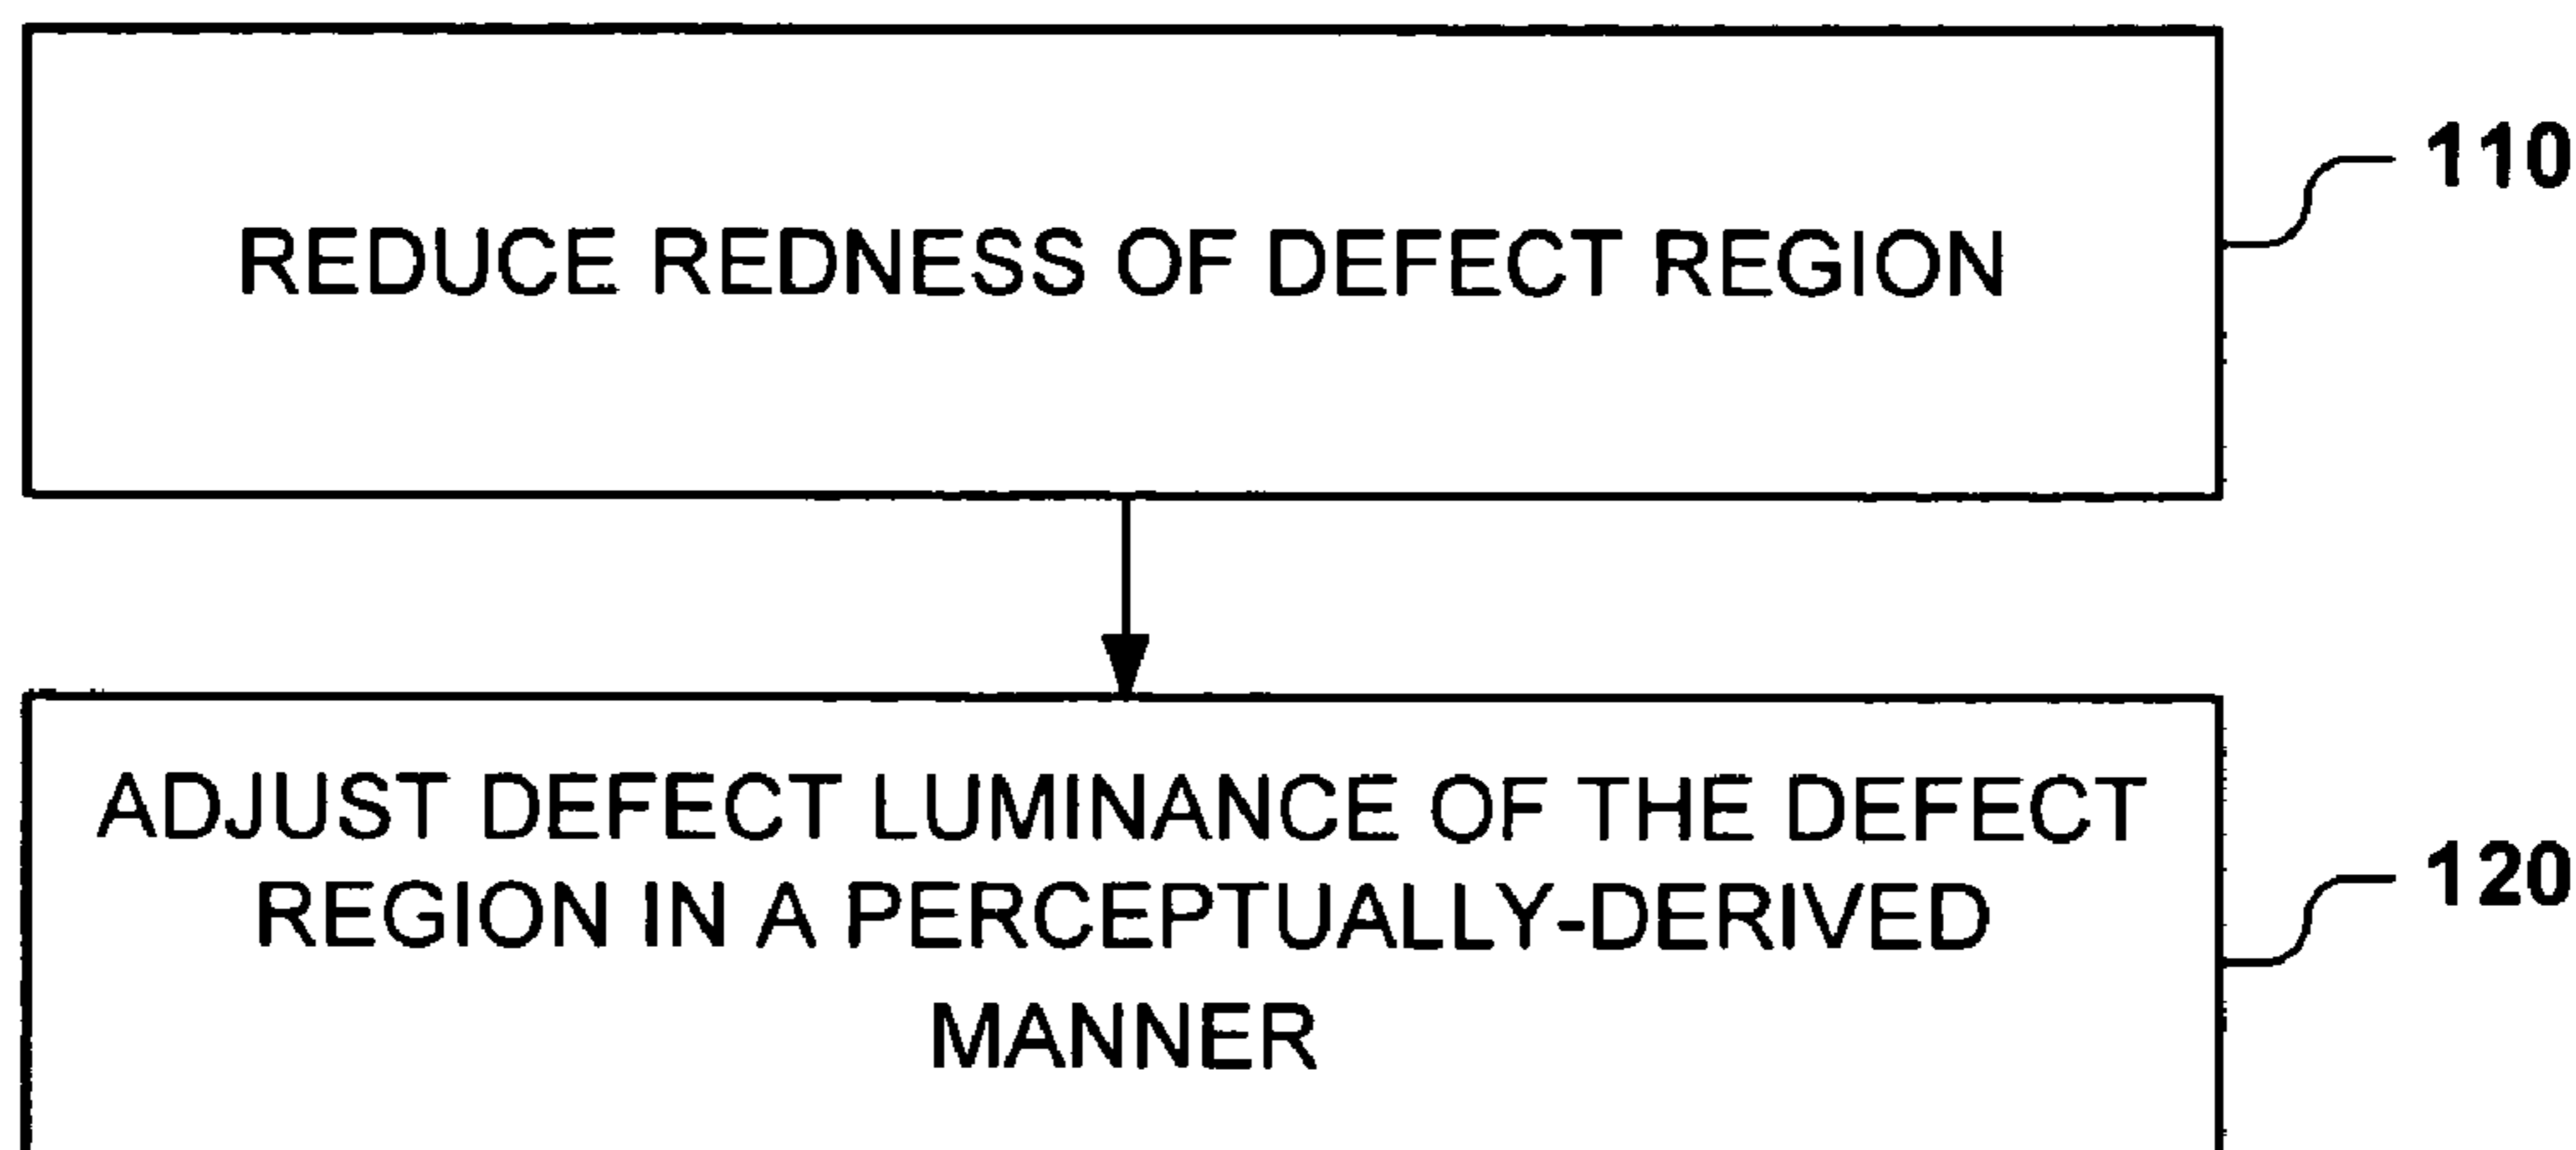 110
REDUCE REDNESS OF DEFECT REGION
ADJUST DEFECT LUMINANCE OF THE DEFECT
120
REGION IN A PERCEPTUALLY-DERIVED
MANNER